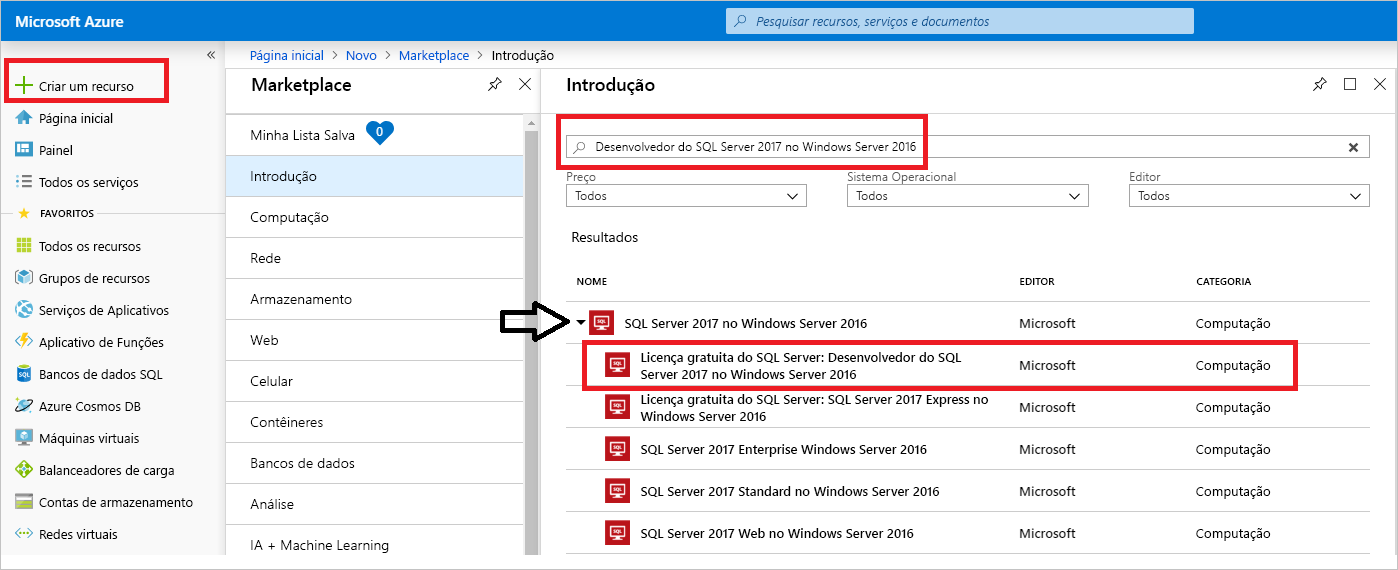 Microsoft Azure
Pesquisar recursos, serviços e documentos
Criar um recurso
Página inicial
Painel
Todos os serviços
FAVORITOS
Todos os recursos
Grupos de recursos
Serviços de Aplicativos
Aplicativo de Funções
Bancos de dados SQL
Azure Cosmos DB
Máquinas virtuais
Balanceadores de carga
Contas de armazenamento
Redes virtuais
Página inicial > Novo > Marketplace > Introdução
Marketplace
Minha Lista Salva 0
Introdução
Computação
Rede
Armazenamento
Web
Celular
Contêineres
Bancos de dados
Análise
IA + Machine Learning
Introdução
Desenvolvedor do SQL Server 2017 no Windows Server 2016
Preço Sistema Operacional Editor
Todos Todos Todos
Resultados
NOME EDITOR CATEGORIA
SQL SQL Server 2017 no Windows Server 2016 Microsoft Computação
SQL Licença gratuita do SQL Server: Desenvolvedor do SQL
Server 2017 no Windows Server 2016 Microsoft Computação
SQL Licença gratuita do SQL Server: SQL Server 2017 Express no
Windows Server 2016 Microsoft Computação
SQL SQL Server 2017 Enterprise Windows Server 2016 Microsoft Computação
SQL SQL Server 2017 Standard no Windows Server 2016 Microsoft Computação
SQL SQL Server 2017 Web no Windows Server 2016 Microsoft Computação